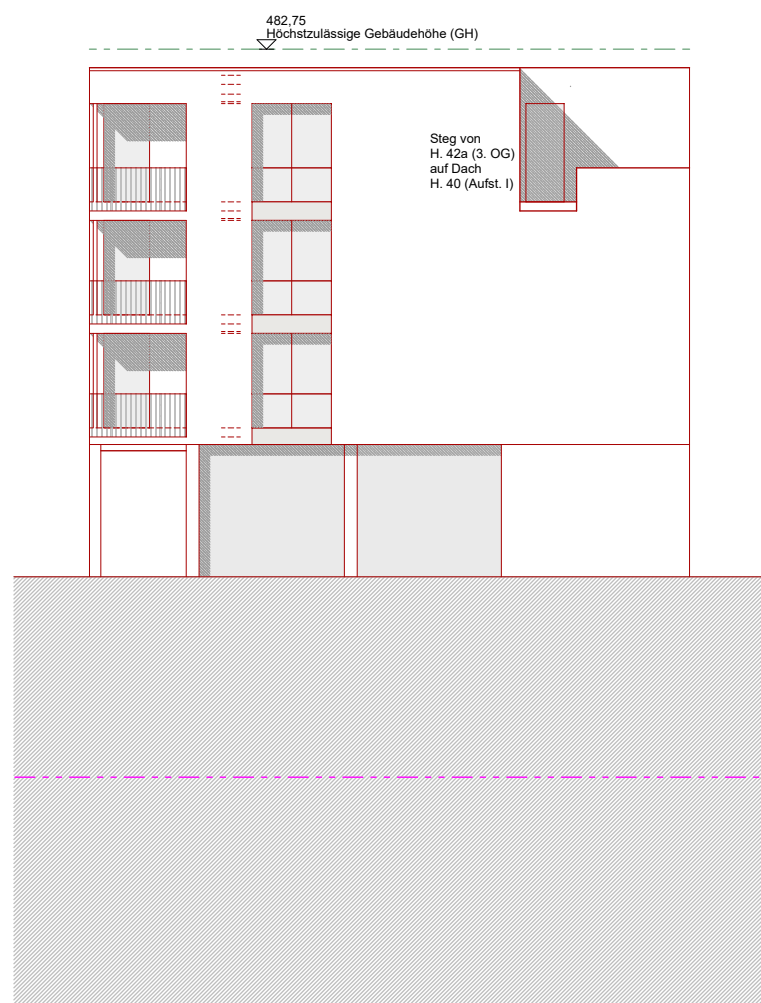 482,75
Höchstzulässige Gebäudehöhe (GH)
Steg von
H. 42a (3. OG)
auf Dach
H. 40 (Aufst. I)